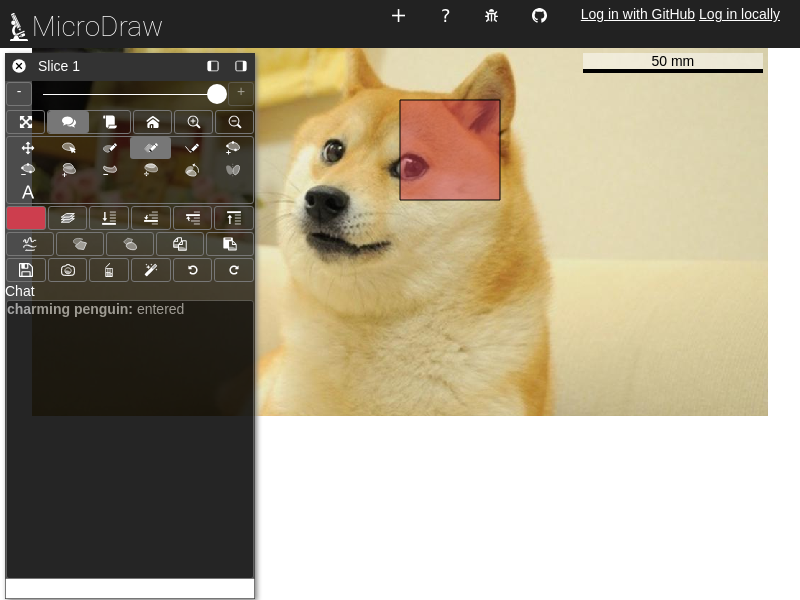 MicroDraw
Log in with GitHub Log in locally
Slice 1
50 mm
-
+
A
Chat
charming penguin: entered